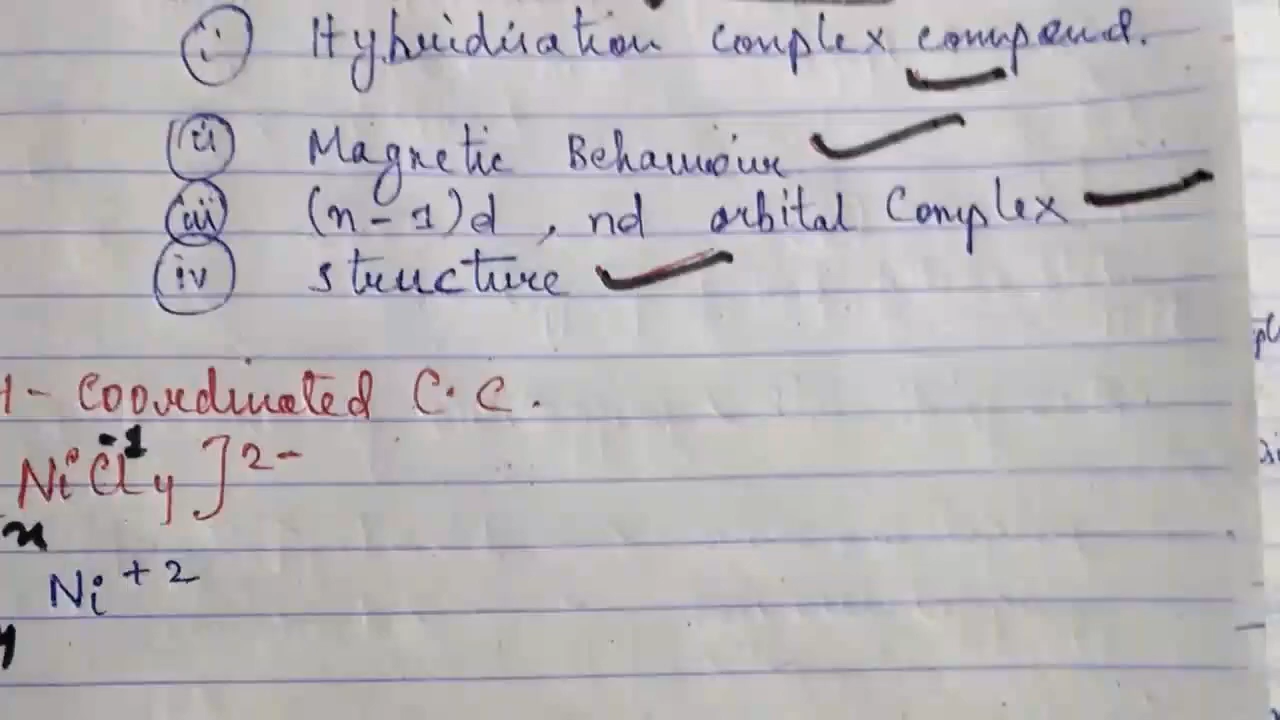 (i) Hybridisation complex compound.
(ii) Magnetic Behaviour
(iii) (n-1)d, nd orbital Complex
(iv) structure
4- Coordinated C.C.
NiCl4]2-
-1
x
Ni+2